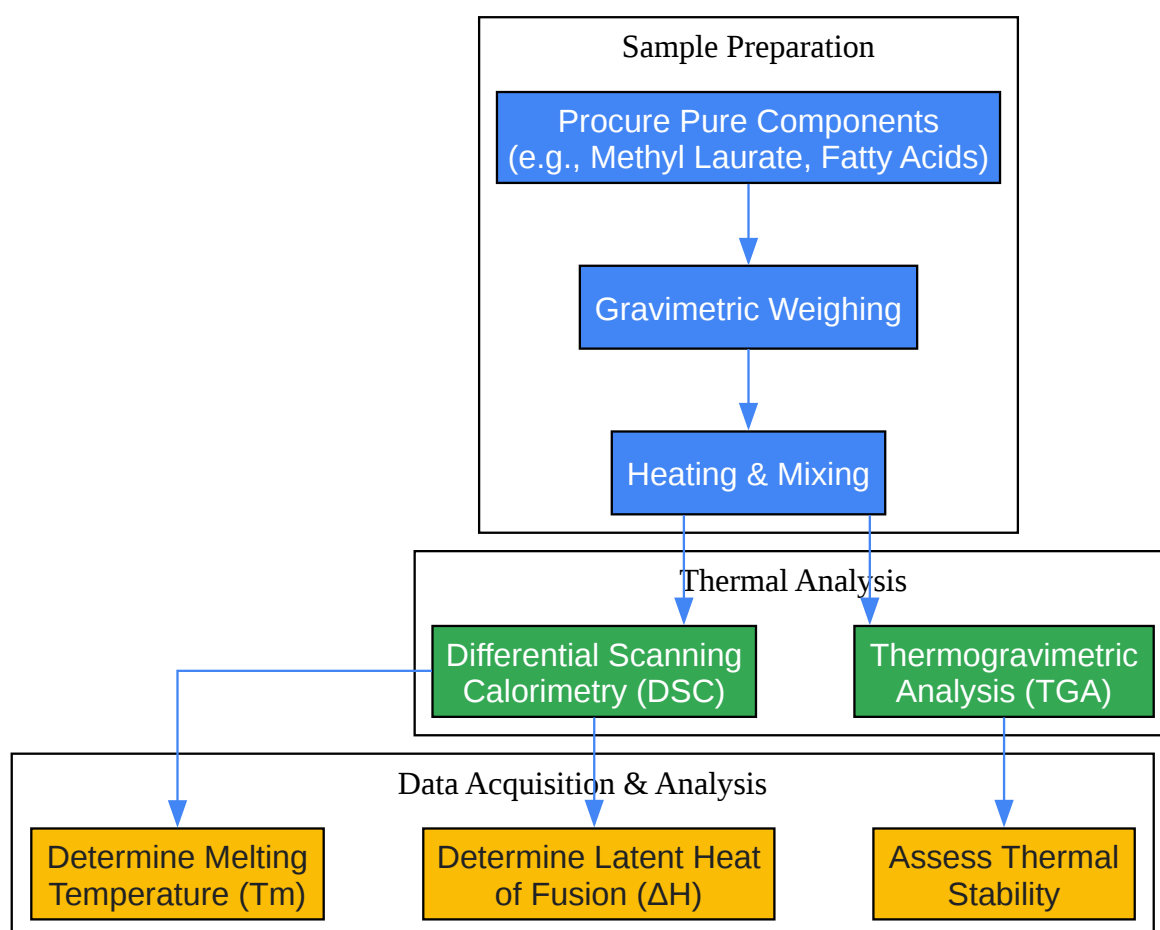 Sample Preparation
Procure Pure Components
(e.g., Methyl Laurate, Fatty Acids)
Gravimetric Weighing
Heating & Mixing
Thermal Analysis
Differential Scanning
Calorimetry (DSC)
Thermogravimetric
Analysis (TGA)
Data Acquisition & Analysis
Determine Melting
Temperature (Tm)
Determine Latent Heat
of Fusion (ΔH)
Assess Thermal
Stability